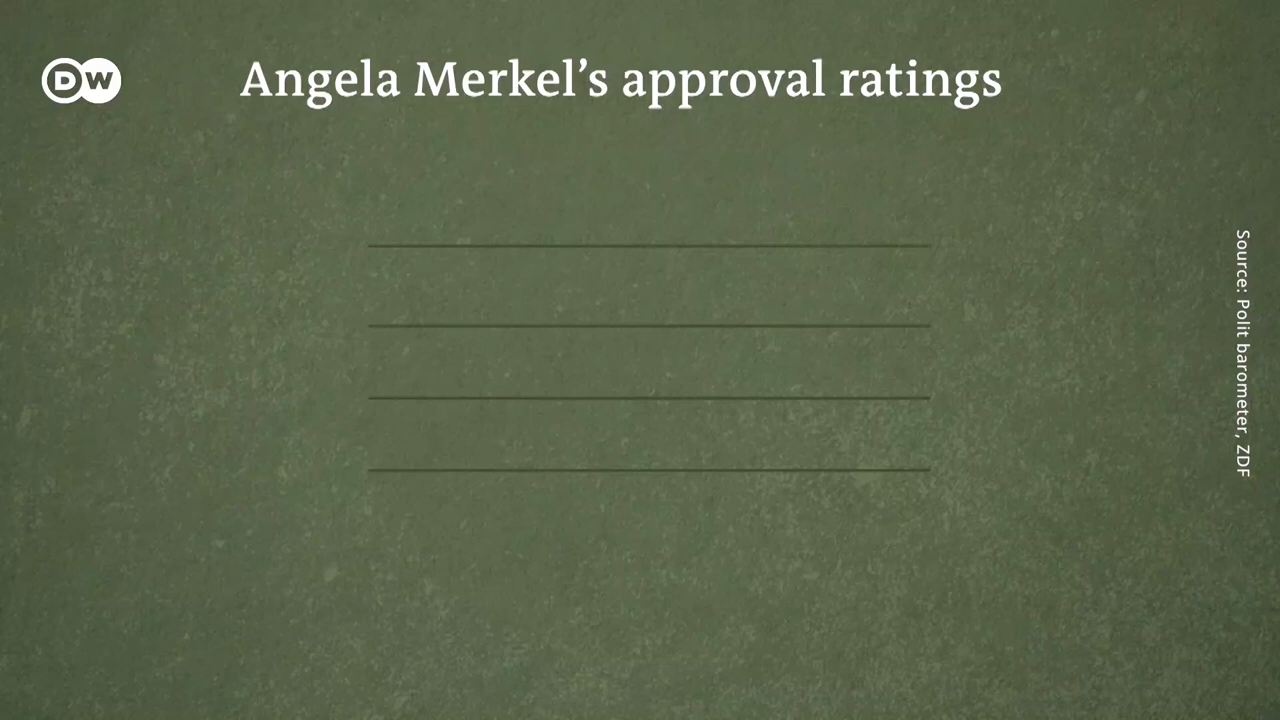 DW
Angela Merkel's approval ratings
Source: Polit barometer, ZDF